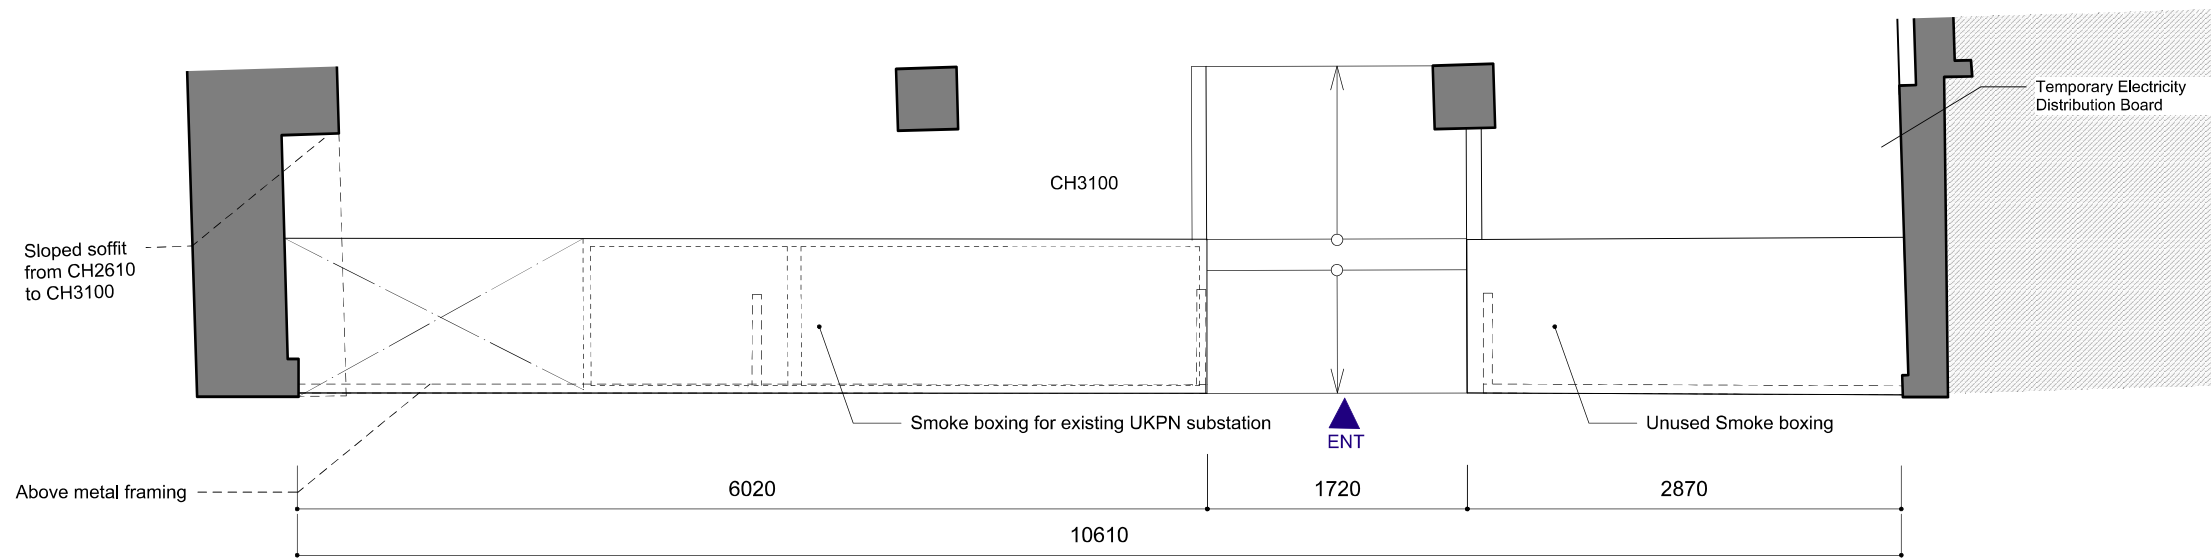 Temporary Electricity
Distribution Board
CH3100
Sloped soffit
from CH2610
to CH3100
Smoke boxing for existing UKPN substation
ENT
Unused Smoke boxing
Above metal framing
6020
1720
2870
10610